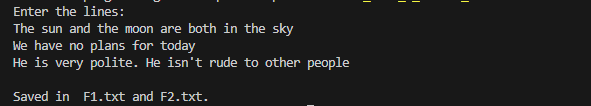 Enter the lines:
The sun and the moon are both in the sky
We have no plans for today
He is very polite. He isn't rude to other people
Saved in  F1.txt and F2.txt.